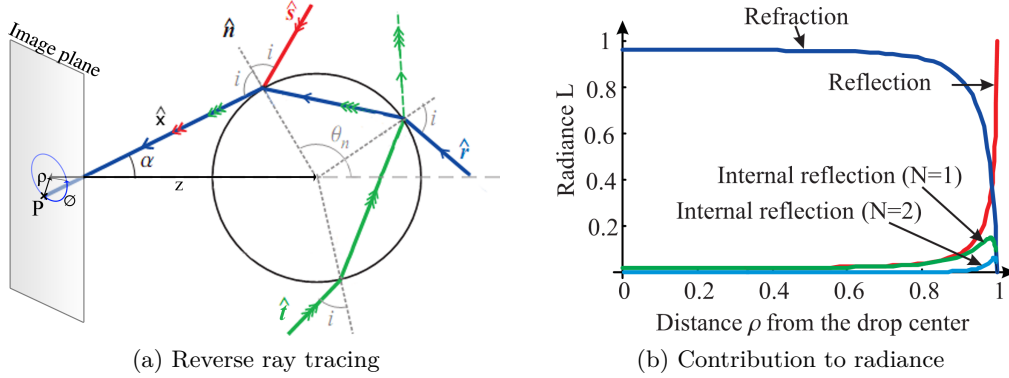 Image plane
n̂
ŝ
i
i
i
x̂
α
θn
i
r̂
ρ
z
P
Ø
t̂
i
(a) Reverse ray tracing
Refraction
Reflection
Internal reflection (N=1)
Internal reflection (N=2)
Radiance L
1
0.8
0.6
0.4
0.2
0 0.2 0.4 0.6 0.8 1
Distance ρ from the drop center
(b) Contribution to radiance